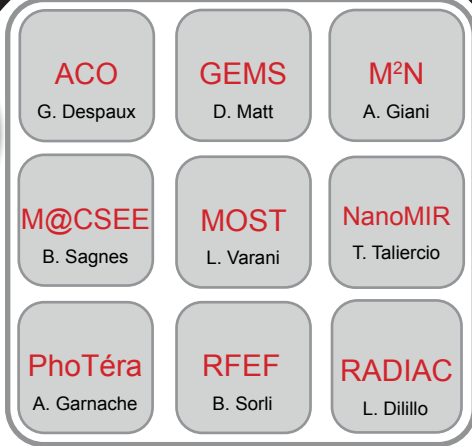 ACO
G. Despaux
GEMS
D. Matt
M²N
A. Giani
M@CSEE
B. Sagnes
MOST
L. Varani
NanoMIR
T. Taliercio
PhoTéra
A. Garnache
RFEF
B. Sorli
RADIAC
L. Dilillo